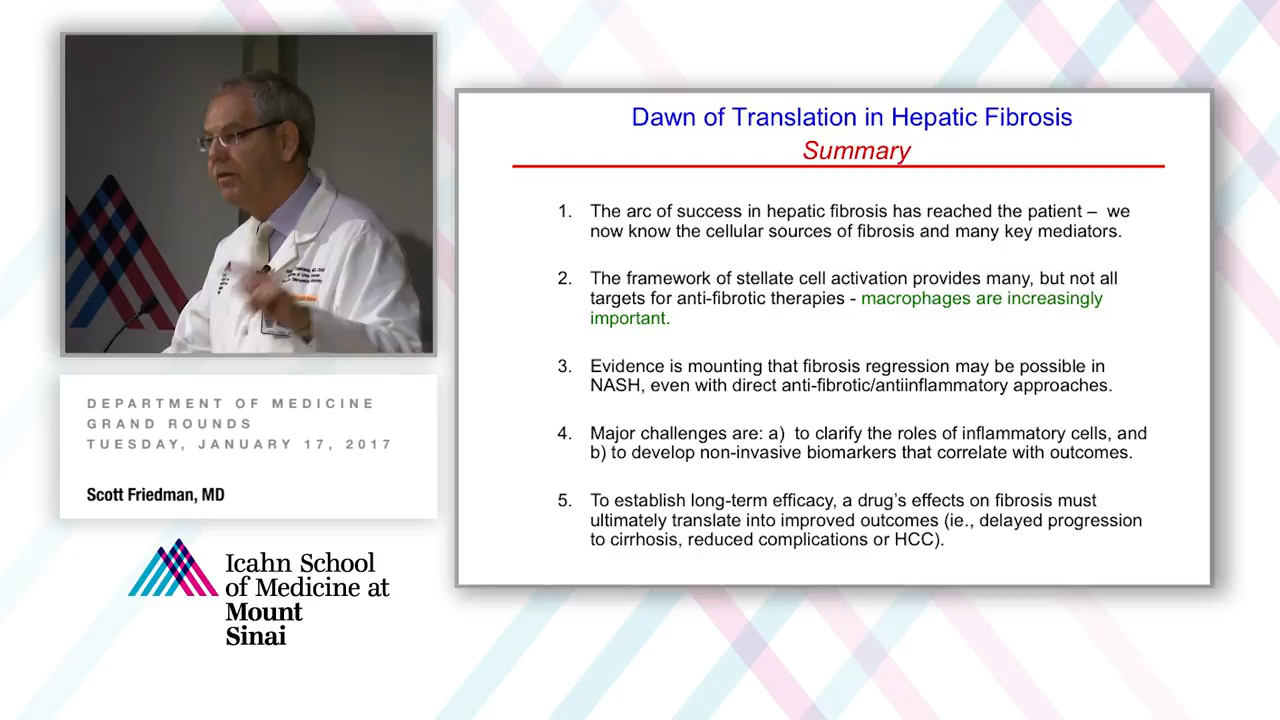 DEPARTMENT OF MEDICINE
GRAND ROUNDS
TUESDAY, JANUARY 17, 2017
Scott Friedman, MD
Icahn School
of Medicine at
Mount
Sinai
Dawn of Translation in Hepatic Fibrosis
Summary
1. The arc of success in hepatic fibrosis has reached the patient – we
now know the cellular sources of fibrosis and many key mediators.
2. The framework of stellate cell activation provides many, but not all
targets for anti-fibrotic therapies - macrophages are increasingly
important.
3. Evidence is mounting that fibrosis regression may be possible in
NASH, even with direct anti-fibrotic/antiinflammatory approaches.
4. Major challenges are: a) to clarify the roles of inflammatory cells, and
b) to develop non-invasive biomarkers that correlate with outcomes.
5. To establish long-term efficacy, a drug's effects on fibrosis must
ultimately translate into improved outcomes (ie., delayed progression
to cirrhosis, reduced complications or HCC).